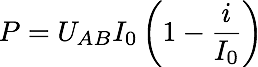 $P = U_{AB} I_0 \left( 1 - \frac{i}{I_0} \right)$